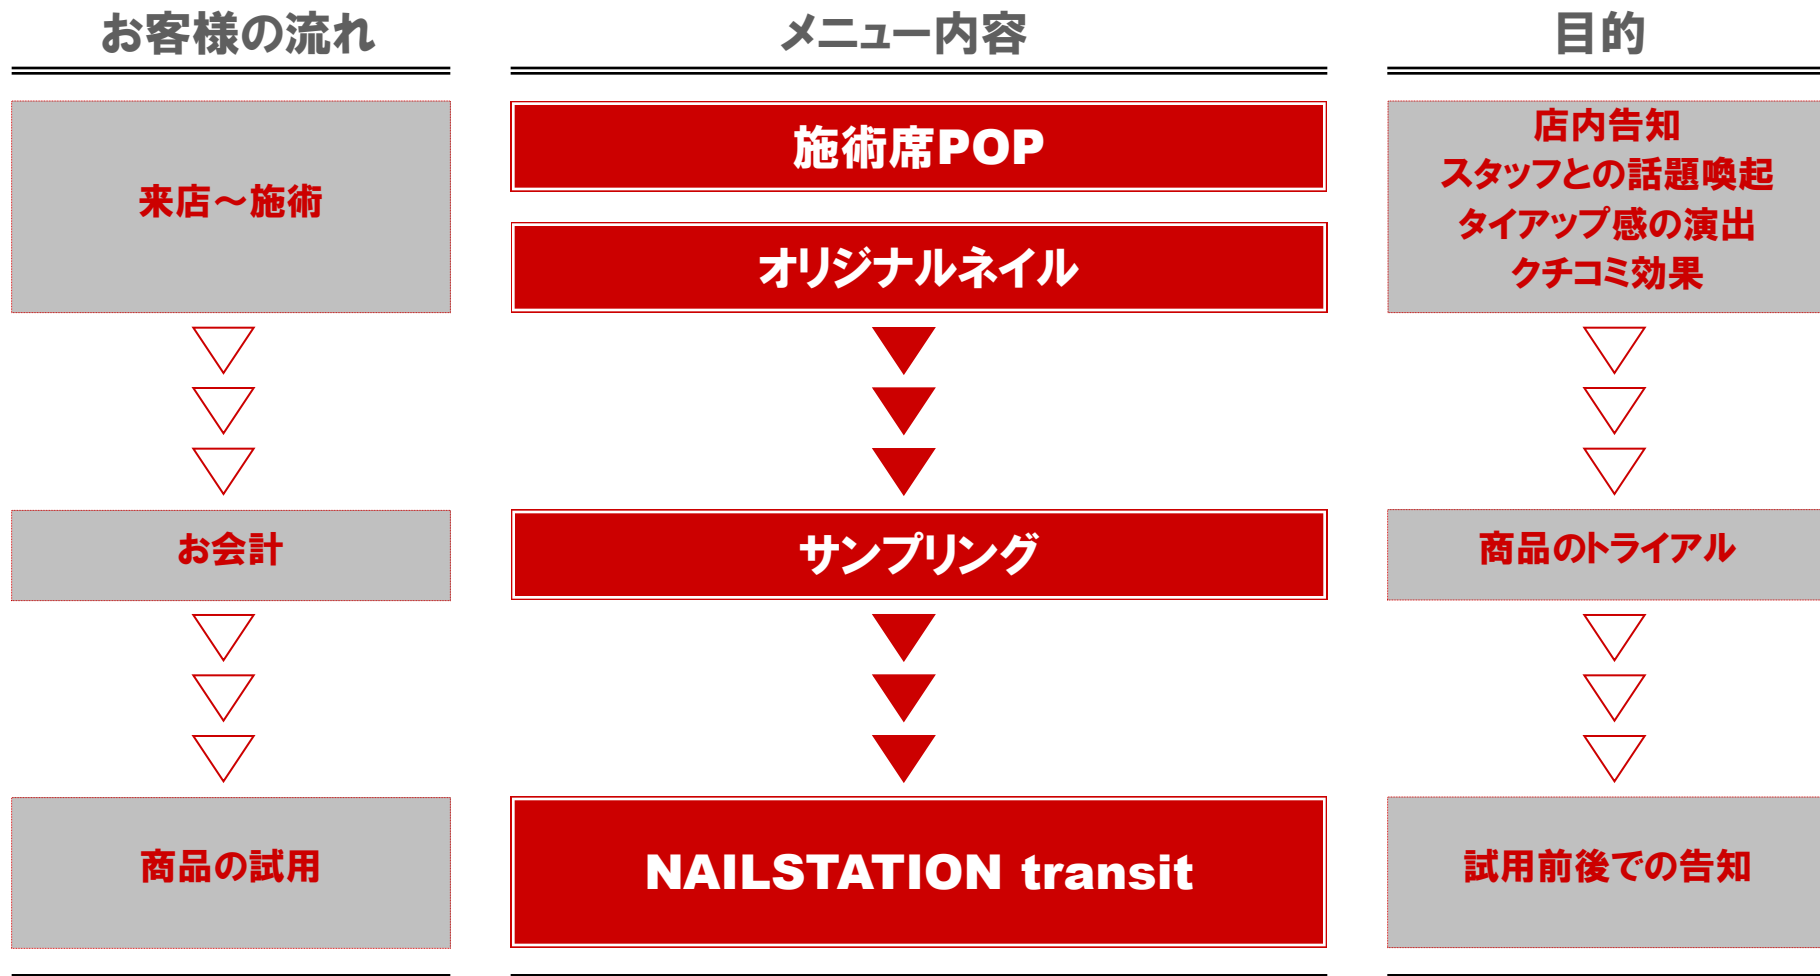 お客様の流れ
メニュー内容
目的
来店～施術
施術席POP
オリジナルネイル
店内告知
スタッフとの話題喚起
タイアップ感の演出
クチコミ効果
お会計
サンプリング
商品のトライアル
商品の試用
NAILSTATION transit
試用前後での告知